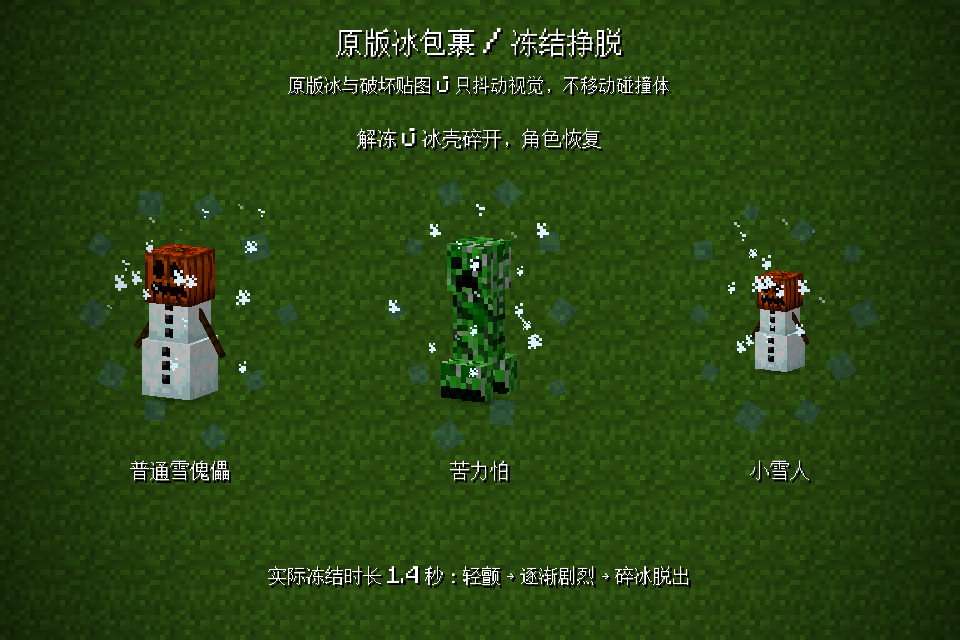 原版冰包裹 / 冻结挣脱
原版冰与破坏贴图 Ü 只抖动视觉，不移动碰撞体
解冻 Ü 冰壳碎开，角色恢复
普通雪傀儡
苦力怕
小雪人
实际冻结时长 1.4 秒：轻颤 → 逐渐剧烈 → 碎冰脱出